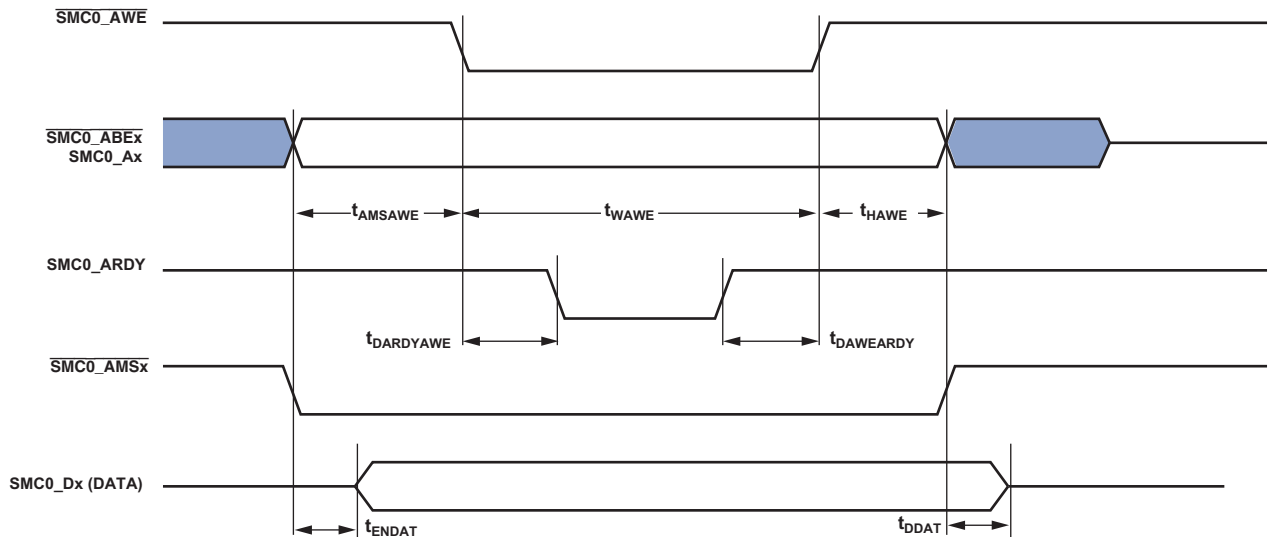 SMC0_AWE
SMC0_ABEx
SMC0_Ax
tAMSAWE
tWAWE
tHAWE
SMC0_ARDY
tDARDYAWE
tDAWEARDY
SMC0_AMSx
SMC0_Dx (DATA)
tENDAT
tDDAT